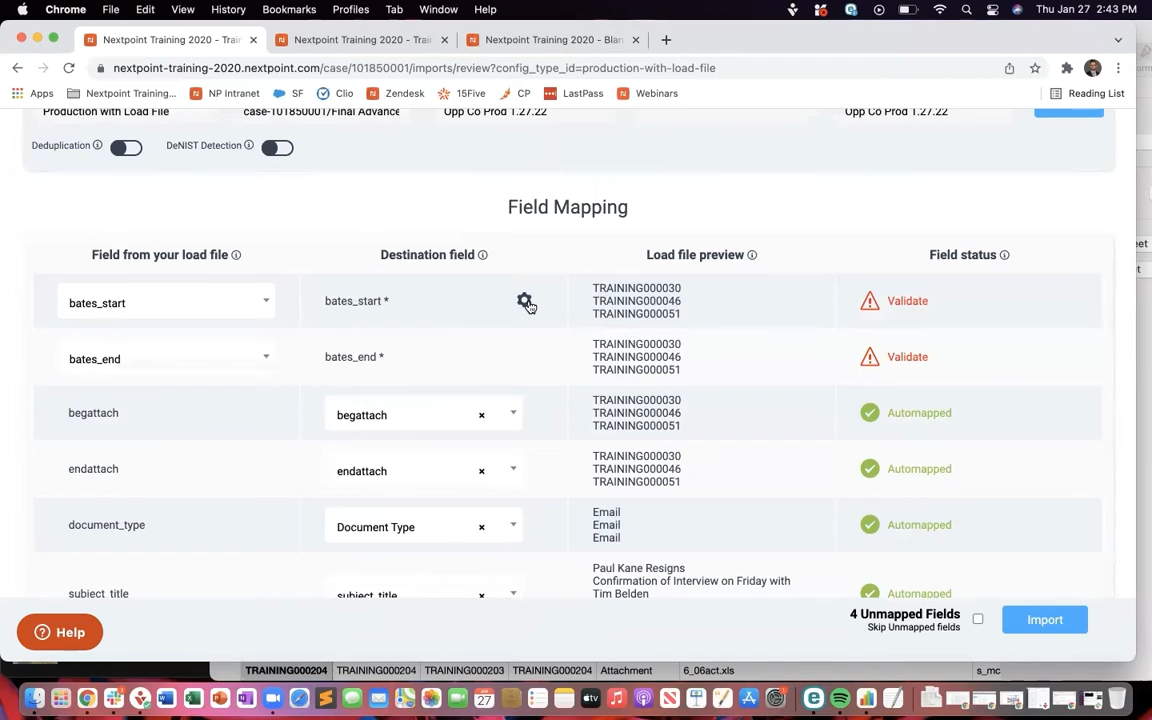 Chrome File Edit View History Bookmarks Profiles Tab Window Help Thu Jan 27 2:43 PM
Nextpoint Training 2020 - Trai Nextpoint Training 2020 - Trai Nextpoint Training 2020 - Blan
nextpoint-training-2020.nextpoint.com/case/101850001/imports/review?config_type_id=production-with-load-file
Apps Nextpoint Training... NP Intranet SF Clio Zendesk 15Five CP LastPass Webinars Reading List
Production with Load File case-101850001/Final Advance Opp Co Prod 1.27.22 Opp Co Prod 1.27.22
Deduplication DeNIST Detection
Field Mapping
Field from your load file Destination field Load file preview Field status
bates_start bates_start * TRAINING000030
TRAINING000046
TRAINING000051
Validate
bates_end bates_end * TRAINING000030
TRAINING000046
TRAINING000051
Validate
begattach begattach × TRAINING000030
TRAINING000046
TRAINING000051
Automapped
endattach endattach × TRAINING000030
TRAINING000046
TRAINING000051
Automapped
document_type Document Type × Email
Email
Email
Automapped
subject_title subject_title × Paul Kane Resigns
Confirmation of Interview on Friday with
Tim Belden
Automapped
4 Unmapped Fields
Skip Unmapped fields
Import
Help
TRAINING000204 TRAINING000204 TRAINING000203 TRAINING000204 Attachment 6_06act.xls s_mc